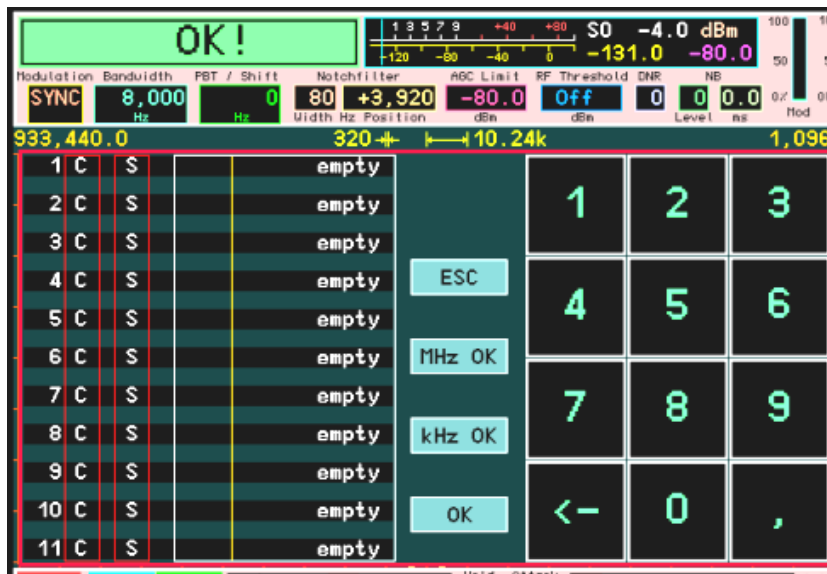 OK!
1 3 5 7 9 +40 +80 S0 -4.0 dBm
-120 -80 -40 0 -131.0 -80.0
100
50
0%
Mod
Modulation Bandwidth PBT / Shift Notchfilter AGC Limit RF Threshold DNR NB
SYNC 8,000 0 80 +3,920 -80.0 Off 0 0 0.0
Hz Hz Width Hz Position dBm dBm Level ms
933,440.0 320 10.24k 1,096
1 C S empty
2 C S empty
3 C S empty
4 C S empty
5 C S empty
6 C S empty
7 C S empty
8 C S empty
9 C S empty
10 C S empty
11 C S empty
ESC
MHz OK
kHz OK
OK
1 2 3
4 5 6
7 8 9
<- 0 ,